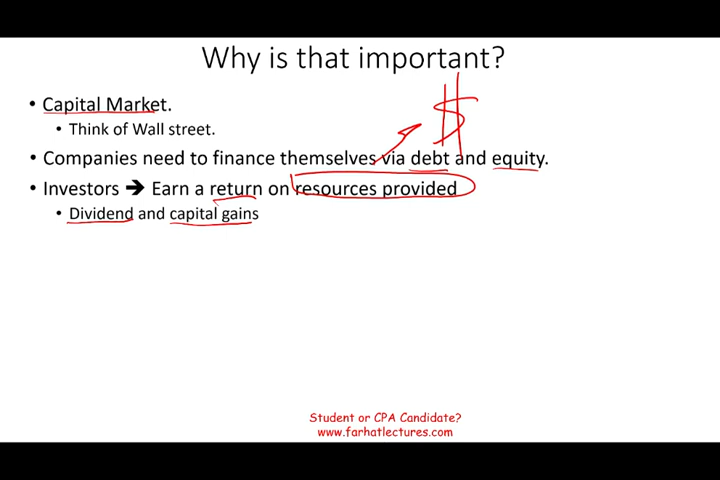 Why is that important?
• Capital Market.
• Think of Wall street.
$
• Companies need to finance themselves via debt and equity.
• Investors ➔ Earn a return on resources provided
• Dividend and capital gains
Student or CPA Candidate?
www.farhatlectures.com